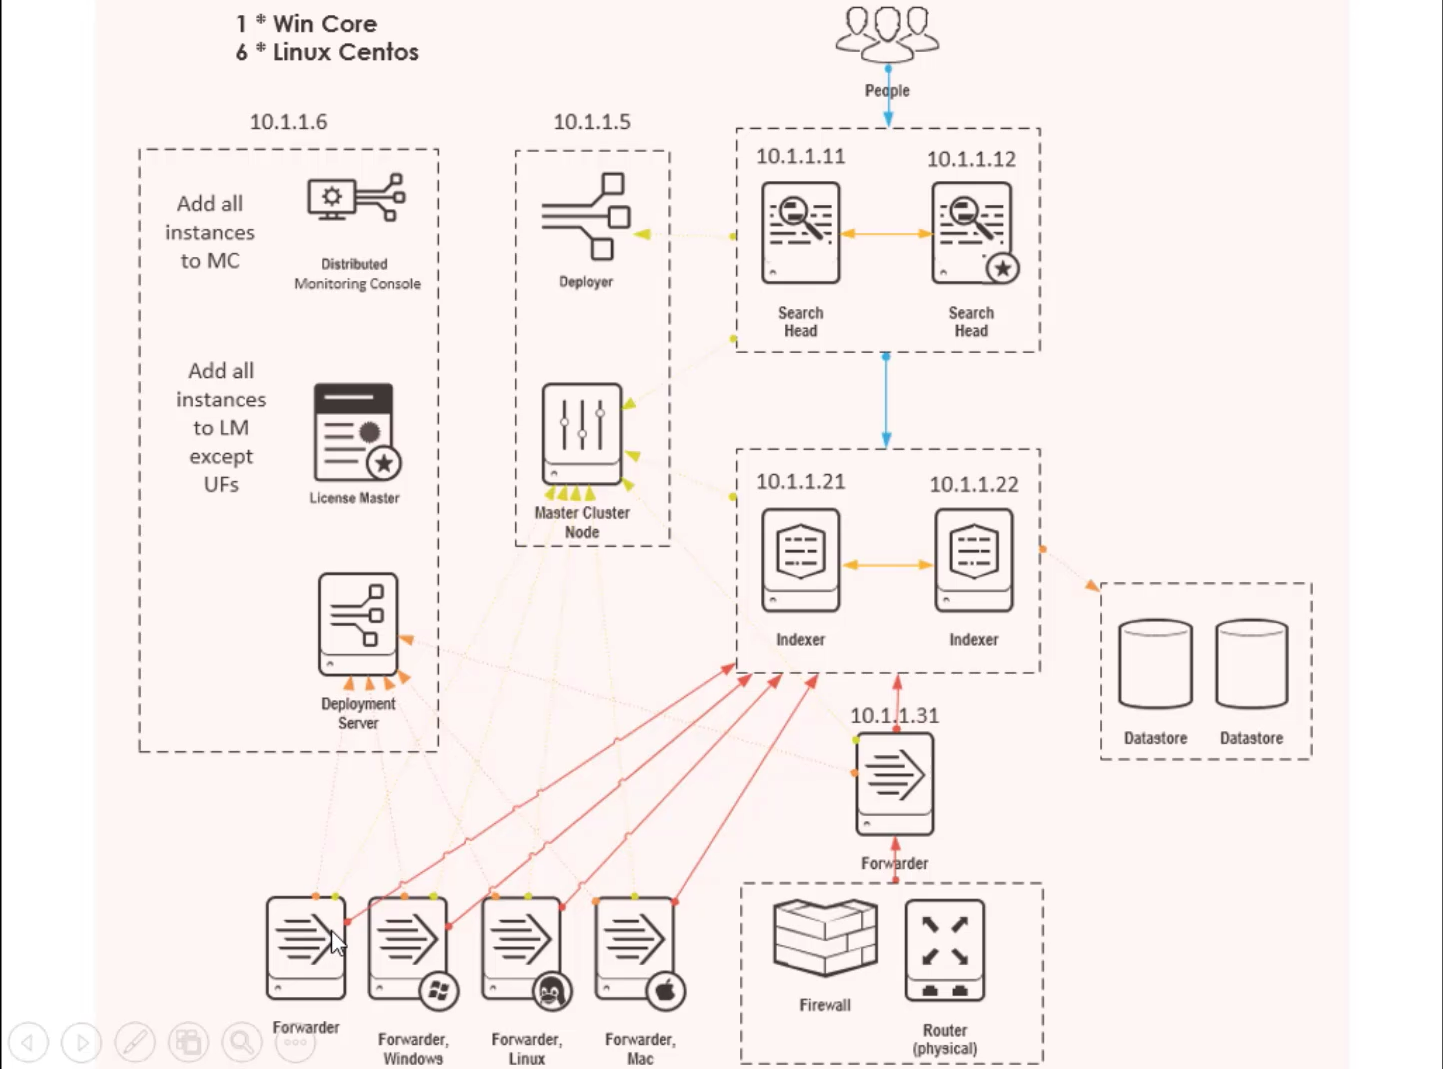 1 * Win Core
6 * Linux Centos
People
10.1.1.6
10.1.1.5
10.1.1.11
10.1.1.12
Add all
instances
to MC
Distributed
Monitoring Console
Deployer
Search
Head
Search
Head
Add all
instances
to LM
except
UFs
License Master
Master Cluster
Node
10.1.1.21
10.1.1.22
Indexer
Indexer
Deployment
Server
Datastore
Datastore
10.1.1.31
Forwarder
Forwarder
Forwarder,
Windows
Forwarder,
Linux
Forwarder,
Mac
Firewall
Router
(physical)